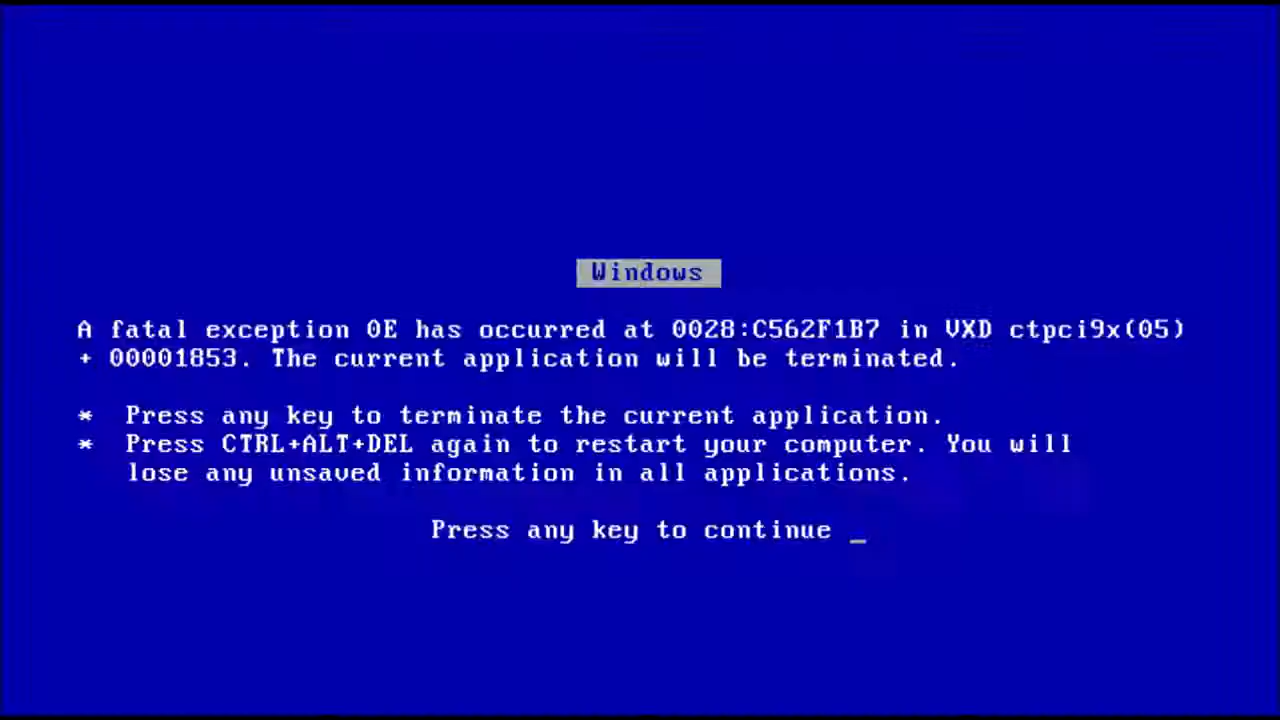 Windows
A fatal exception 0E has occurred at 0028:C562F1B7 in VXD ctpci9x(05)
+ 00001853. The current application will be terminated.
* Press any key to terminate the current application.
* Press CTRL+ALT+DEL again to restart your computer. You will
lose any unsaved information in all applications.
Press any key to continue _